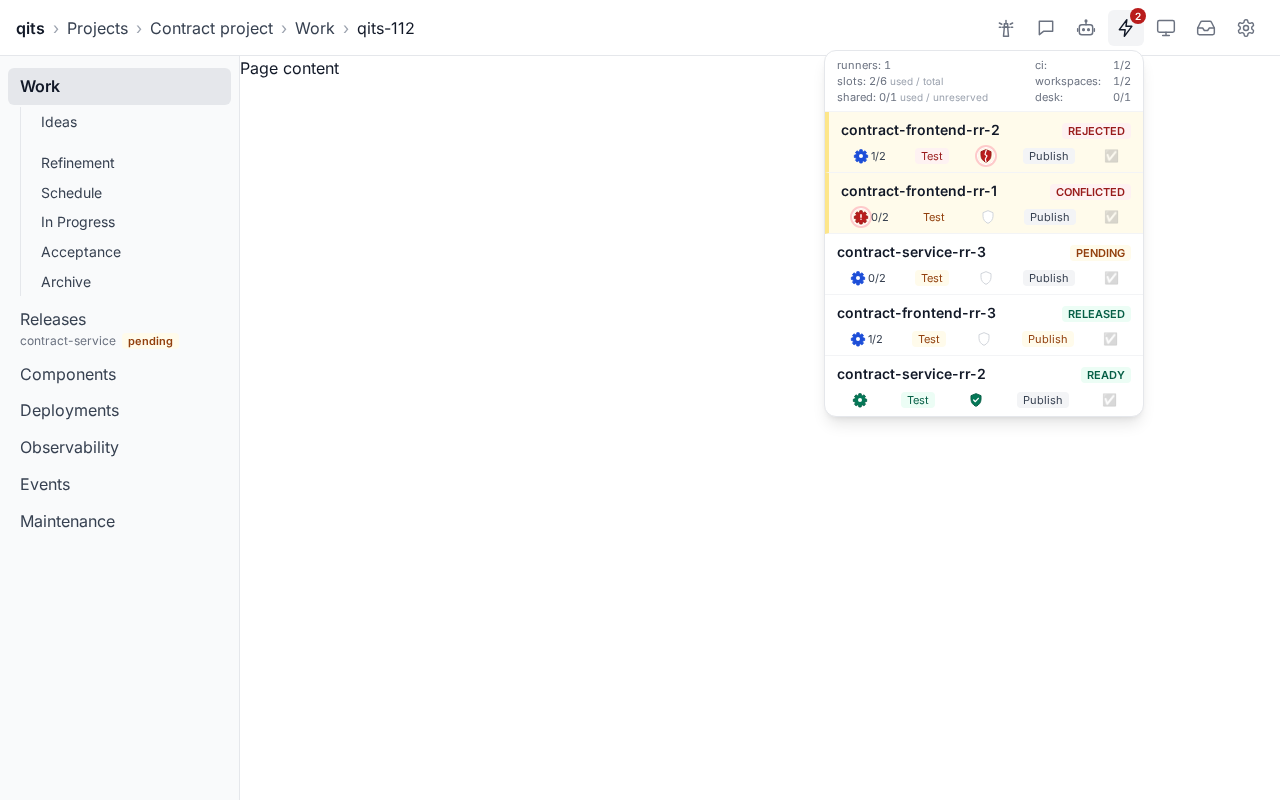 qits › Projects › Contract project › Work › qits-112
2
Work
Ideas
Refinement
Schedule
In Progress
Acceptance
Archive
Releases
contract-service pending
Components
Deployments
Observability
Events
Maintenance
Page content
runners: 1 ci: 1/2
slots: 2/6 used / total workspaces: 1/2
shared: 0/1 used / unreserved desk: 0/1
contract-frontend-rr-2 REJECTED
1/2 Test Publish
contract-frontend-rr-1 CONFLICTED
0/2 Test Publish
contract-service-rr-3 PENDING
0/2 Test Publish
contract-frontend-rr-3 RELEASED
1/2 Test Publish
contract-service-rr-2 READY
Test Publish